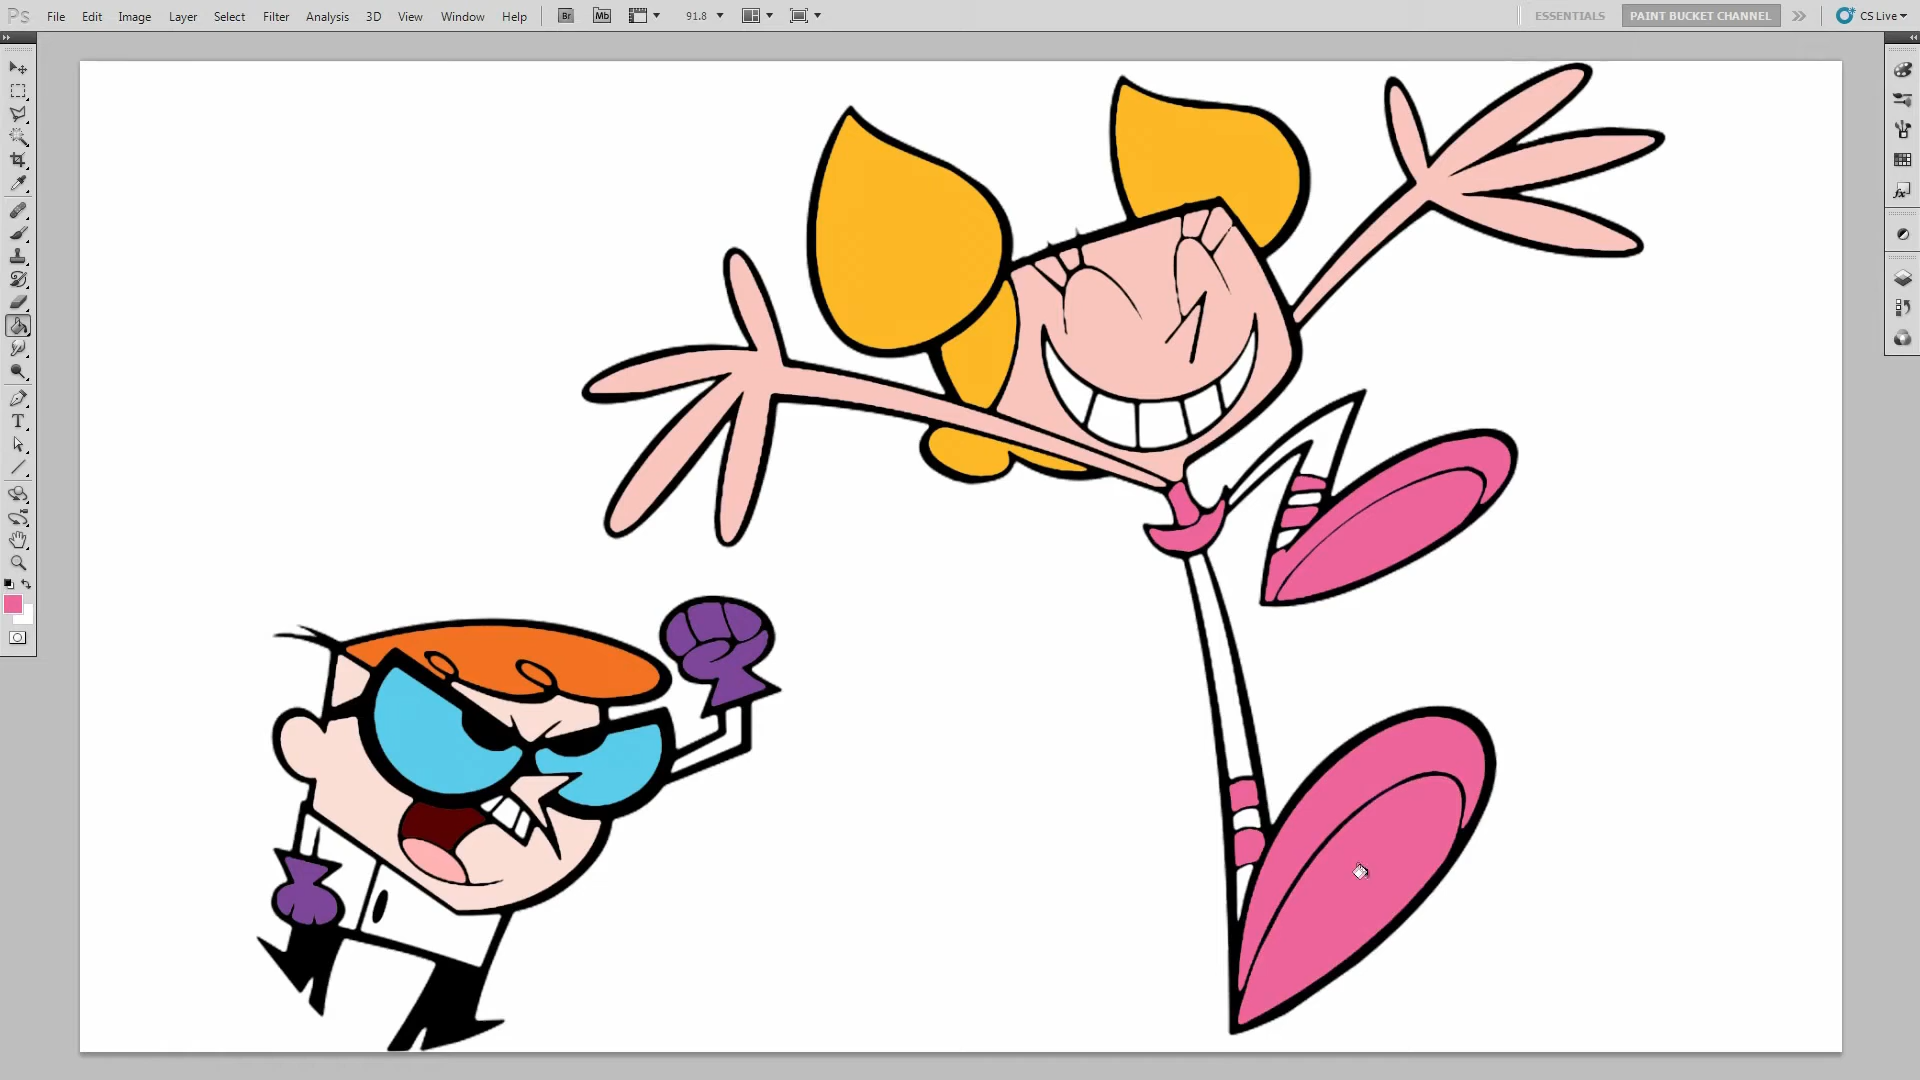 Ps File Edit Image Layer Select Filter Analysis 3D View Window Help Br Mb 91.8 ESSENTIALS PAINT BUCKET CHANNEL CS Live
T
fx